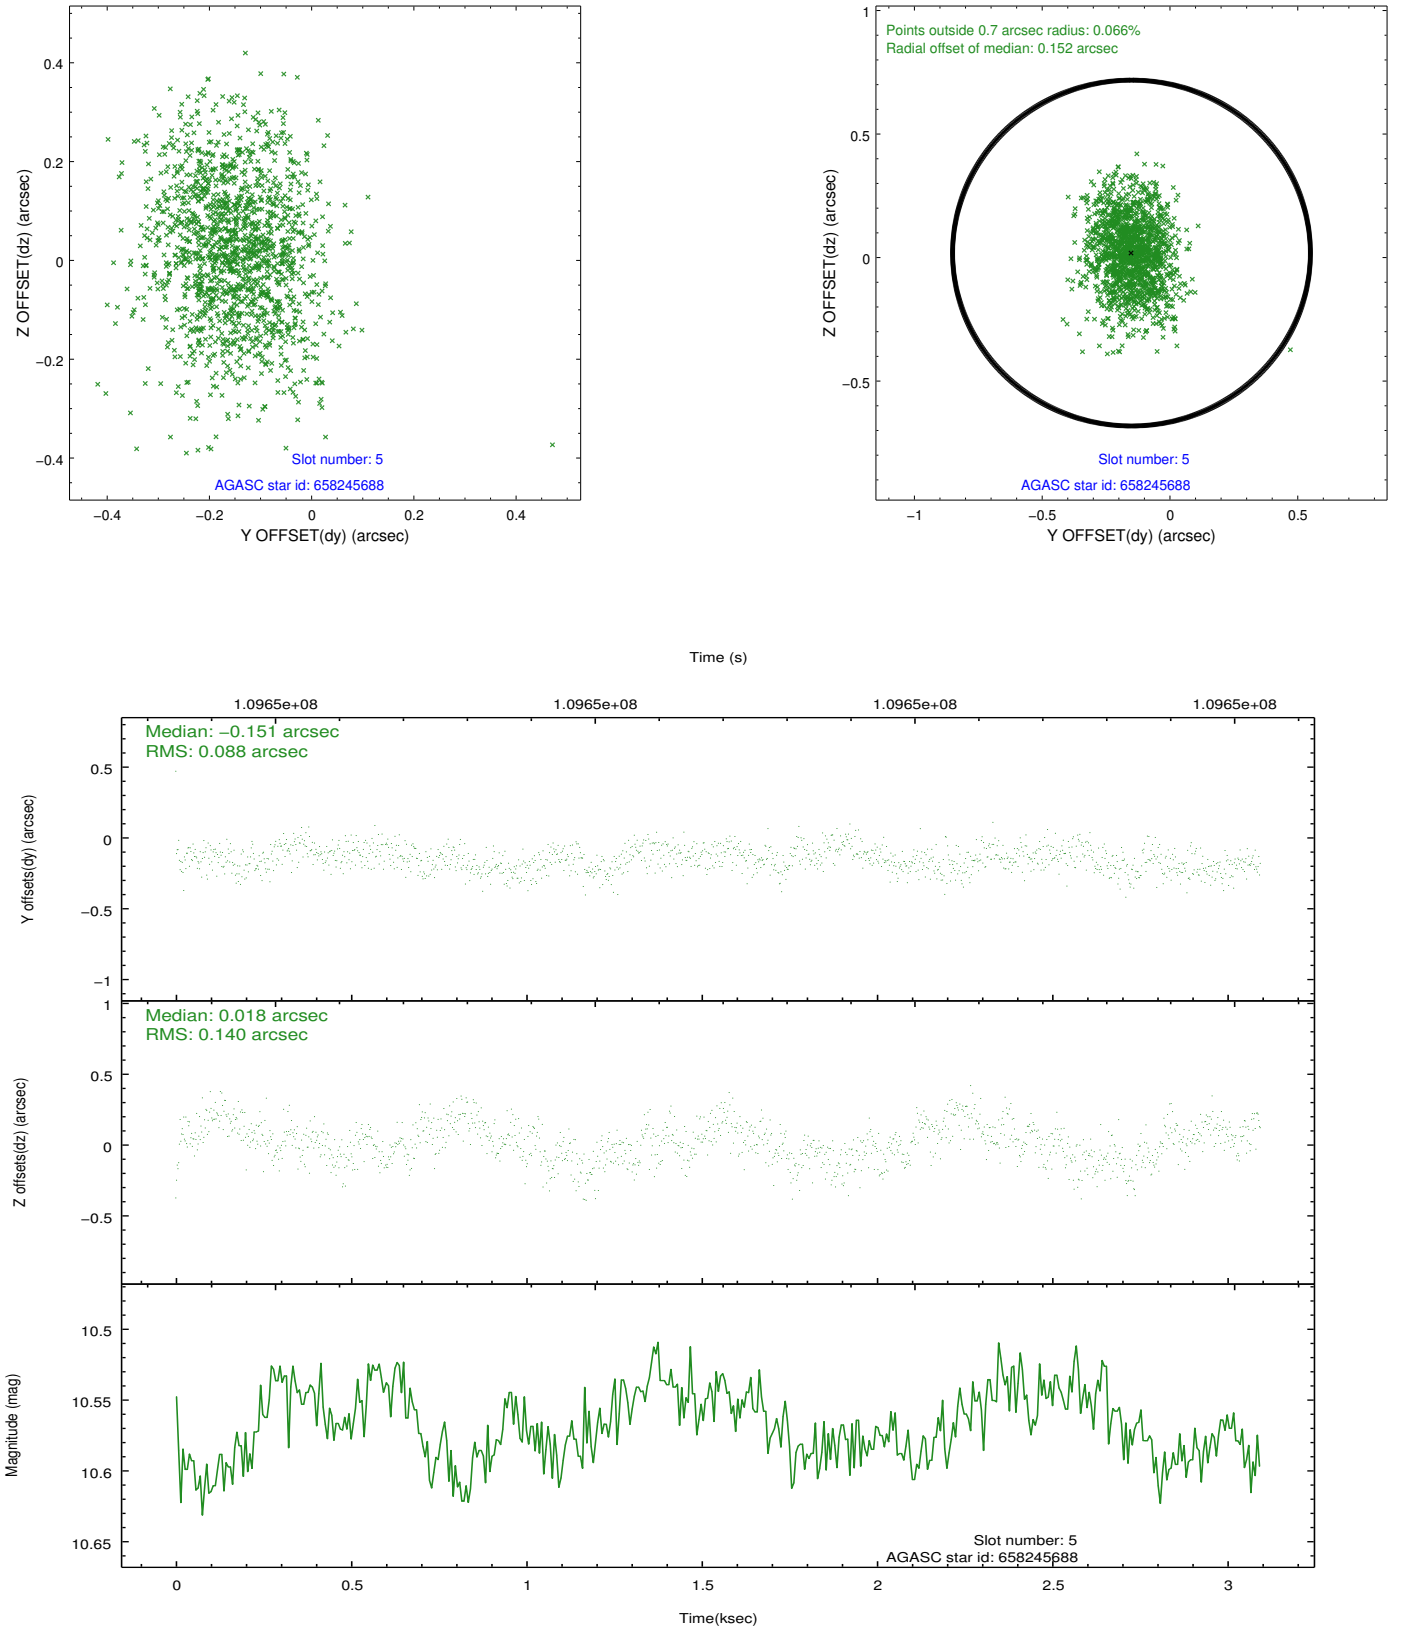 0.4
0.2
0
−0.2
−0.4
Z OFFSET(dz) (arcsec)
Slot number: 5
AGASC star id: 658245688
−0.4 −0.2 0 0.2 0.4
Y OFFSET(dy) (arcsec)
Points outside 0.7 arcsec radius: 0.066%
Radial offset of median: 0.152 arcsec
1
0.5
0
−0.5
Z OFFSET(dz) (arcsec)
Slot number: 5
AGASC star id: 658245688
−1 −0.5 0 0.5
Y OFFSET(dy) (arcsec)
Time (s)
1.0965e+08 1.0965e+08 1.0965e+08 1.0965e+08
Median: −0.151 arcsec
RMS: 0.088 arcsec
0.5
0
−0.5
−1
Y offsets(dy) (arcsec)
Median: 0.018 arcsec
RMS: 0.140 arcsec
1
0.5
0
−0.5
Z offsets(dz) (arcsec)
10.5
10.55
10.6
10.65
Magnitude (mag)
Slot number: 5
AGASC star id: 658245688
0 0.5 1 1.5 2 2.5 3
Time(ksec)